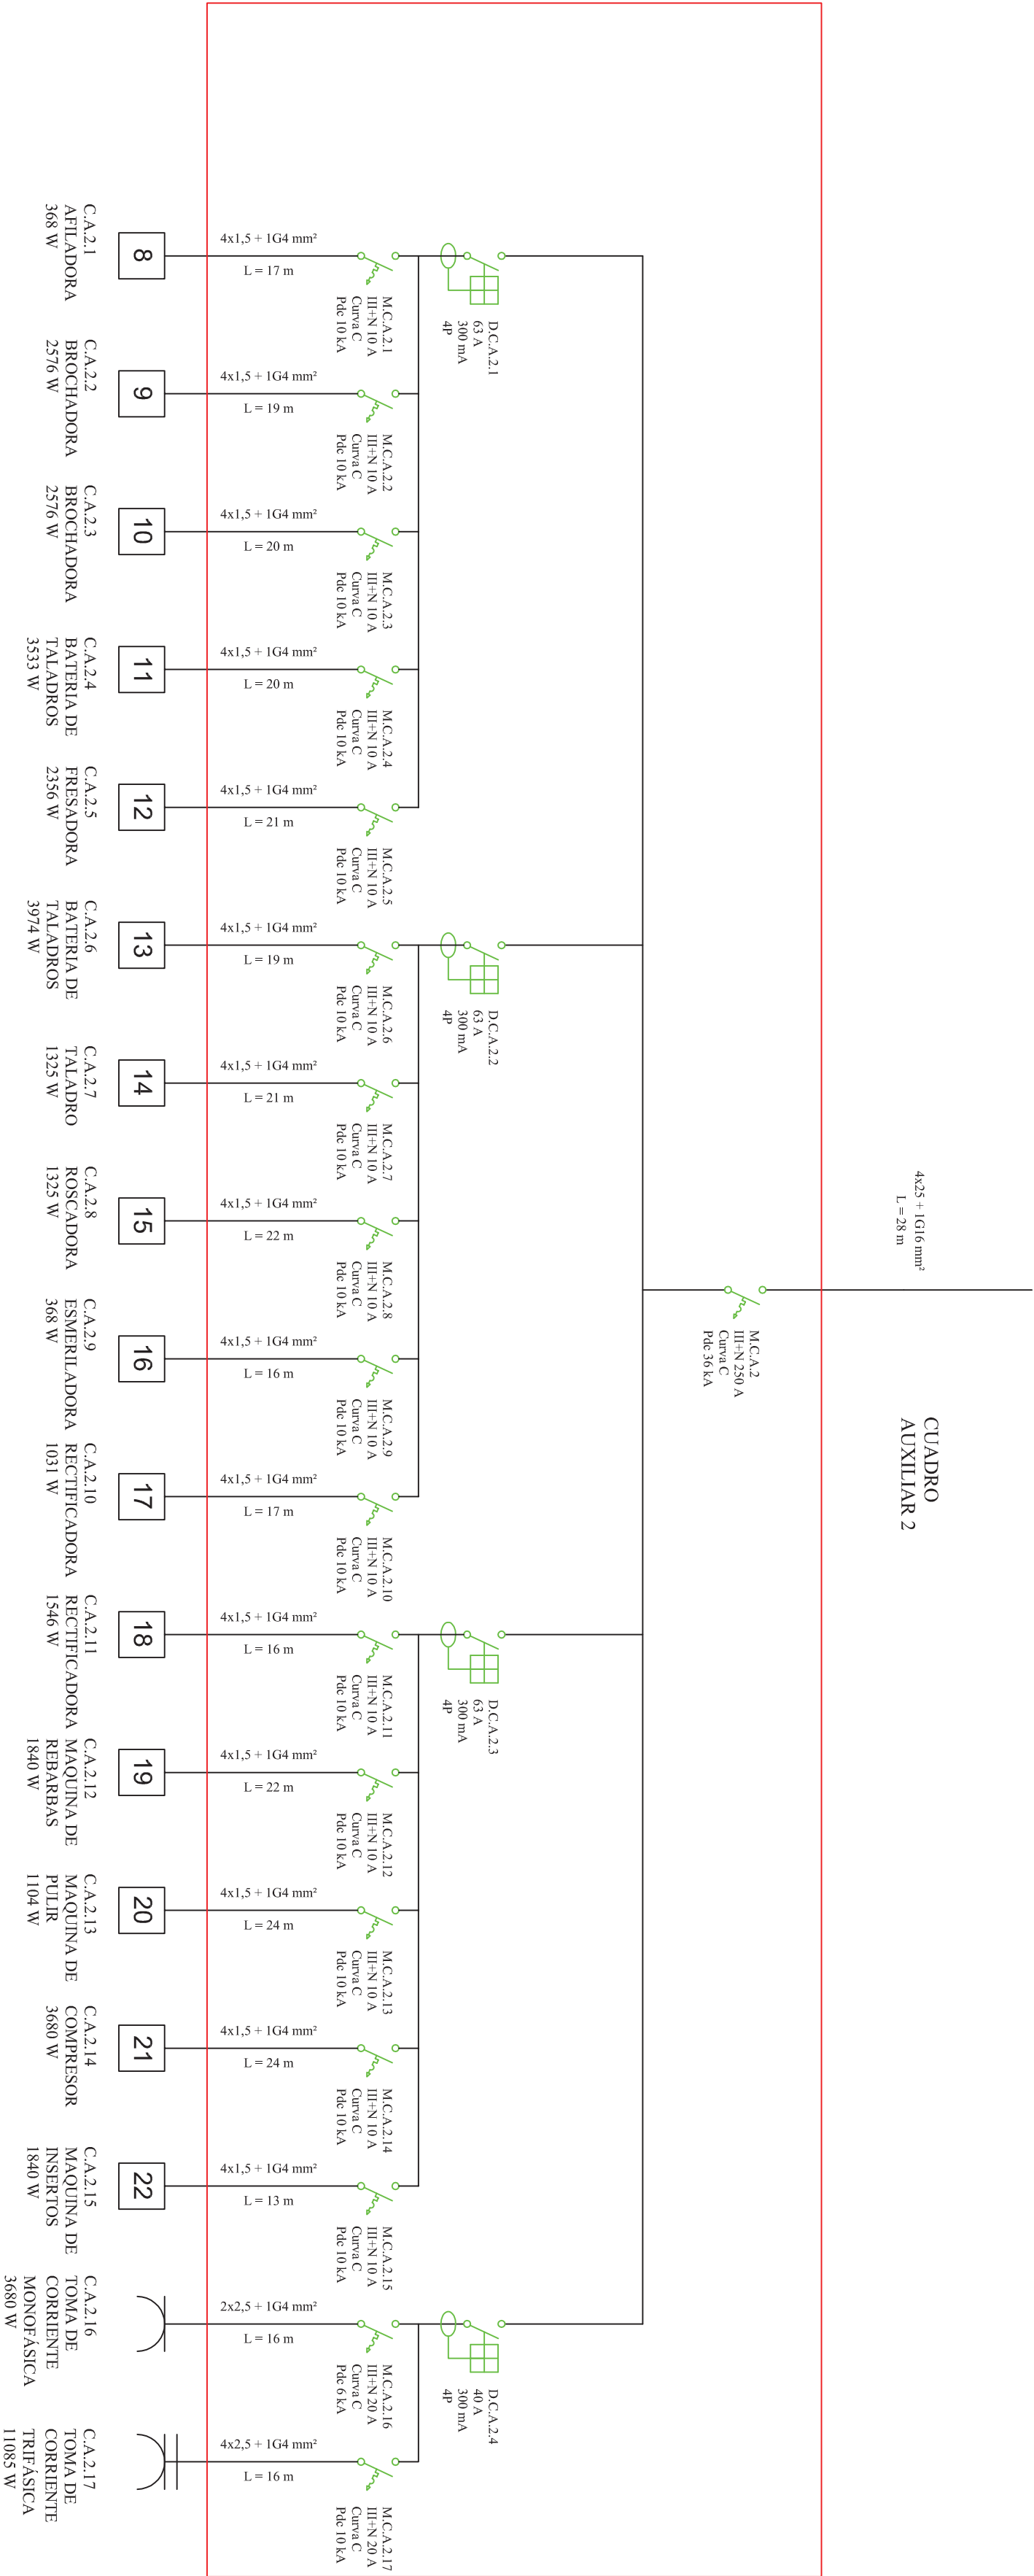 CUADRO
AUXILIAR 2
4x25 + 1G16 mm²
L = 28 m
M.C.A.2
III+N 250 A
Curva C
Pdc 36 kA
D.C.A.2.1
63 A
300 mA
4P
D.C.A.2.2
63 A
300 mA
4P
D.C.A.2.3
63 A
300 mA
4P
D.C.A.2.4
40 A
300 mA
4P
M.C.A.2.1
III+N 10 A
Curva C
Pdc 10 kA
M.C.A.2.2
III+N 10 A
Curva C
Pdc 10 kA
M.C.A.2.3
III+N 10 A
Curva C
Pdc 10 kA
M.C.A.2.4
III+N 10 A
Curva C
Pdc 10 kA
M.C.A.2.5
III+N 10 A
Curva C
Pdc 10 kA
M.C.A.2.6
III+N 10 A
Curva C
Pdc 10 kA
M.C.A.2.7
III+N 10 A
Curva C
Pdc 10 kA
M.C.A.2.8
III+N 10 A
Curva C
Pdc 10 kA
M.C.A.2.9
III+N 10 A
Curva C
Pdc 10 kA
M.C.A.2.10
III+N 10 A
Curva C
Pdc 10 kA
M.C.A.2.11
III+N 10 A
Curva C
Pdc 10 kA
M.C.A.2.12
III+N 10 A
Curva C
Pdc 10 kA
M.C.A.2.13
III+N 10 A
Curva C
Pdc 10 kA
M.C.A.2.14
III+N 10 A
Curva C
Pdc 10 kA
M.C.A.2.15
III+N 10 A
Curva C
Pdc 10 kA
M.C.A.2.16
III+N 20 A
Curva C
Pdc 6 kA
M.C.A.2.17
III+N 20 A
Curva C
Pdc 10 kA
4x1,5 + 1G4 mm²
L = 17 m
4x1,5 + 1G4 mm²
L = 19 m
4x1,5 + 1G4 mm²
L = 20 m
4x1,5 + 1G4 mm²
L = 20 m
4x1,5 + 1G4 mm²
L = 21 m
4x1,5 + 1G4 mm²
L = 19 m
4x1,5 + 1G4 mm²
L = 21 m
4x1,5 + 1G4 mm²
L = 22 m
4x1,5 + 1G4 mm²
L = 16 m
4x1,5 + 1G4 mm²
L = 17 m
4x1,5 + 1G4 mm²
L = 16 m
4x1,5 + 1G4 mm²
L = 22 m
4x1,5 + 1G4 mm²
L = 24 m
4x1,5 + 1G4 mm²
L = 24 m
4x1,5 + 1G4 mm²
L = 13 m
2x2,5 + 1G4 mm²
L = 16 m
4x2,5 + 1G4 mm²
L = 16 m
8
C.A.2.1
AFILADORA
368 W
9
C.A.2.2
BROCHADORA
2576 W
10
C.A.2.3
BROCHADORA
2576 W
11
C.A.2.4
BATERIA DE
TALADROS
3533 W
12
C.A.2.5
FRESADORA
2356 W
13
C.A.2.6
BATERIA DE
TALADROS
3974 W
14
C.A.2.7
TALADRO
1325 W
15
C.A.2.8
ROSCADORA
1325 W
16
C.A.2.9
ESMERILADORA
368 W
17
C.A.2.10
RECTIFICADORA
1031 W
18
C.A.2.11
RECTIFICADORA
1546 W
19
C.A.2.12
MAQUINA DE
REBARBAS
1840 W
20
C.A.2.13
MAQUINA DE
PULIR
1104 W
21
C.A.2.14
COMPRESOR
3680 W
22
C.A.2.15
MAQUINA DE
INSERTOS
1840 W
C.A.2.16
TOMA DE
CORRIENTE
MONOFÁSICA
3680 W
C.A.2.17
TOMA DE
CORRIENTE
TRIFÁSICA
11085 W